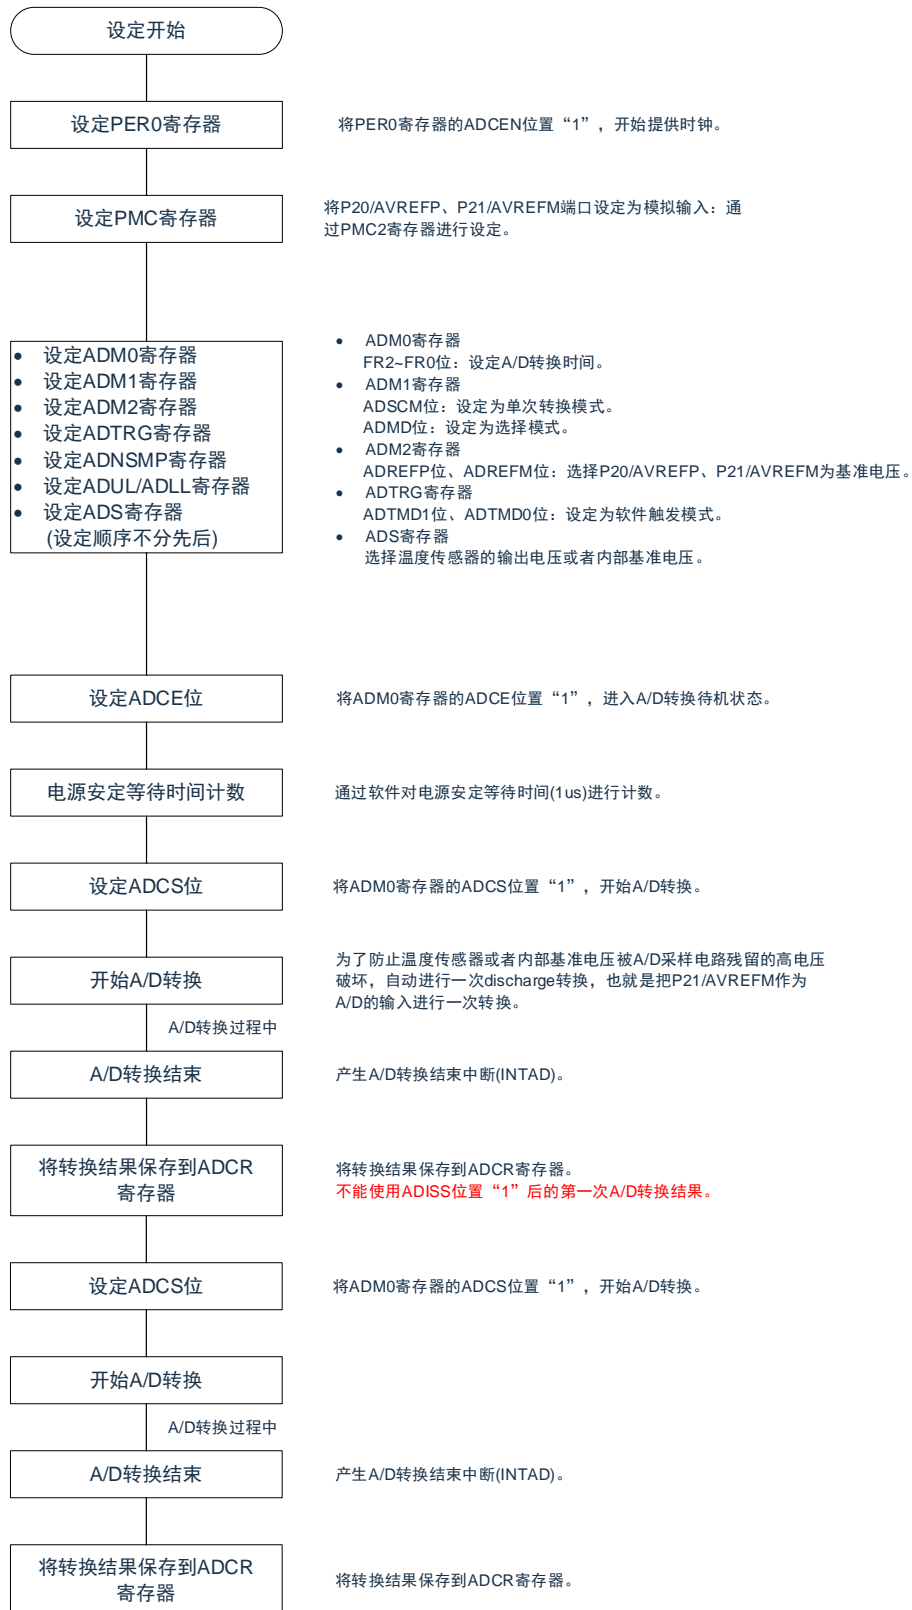 设定开始
设定PER0寄存器
将PER0寄存器的ADCEN位置“1”，开始提供时钟。
设定PMC寄存器
将P20/AVREFP、P21/AVREFM端口设定为模拟输入：通
过PMC2寄存器进行设定。
• 设定ADM0寄存器
• 设定ADM1寄存器
• 设定ADM2寄存器
• 设定ADTRG寄存器
• 设定ADNSMP寄存器
• 设定ADUL/ADLL寄存器
• 设定ADS寄存器
(设定顺序不分先后)
• ADM0寄存器
FR2~FR0位：设定A/D转换时间。
• ADM1寄存器
ADSCM位：设定为单次转换模式。
ADMD位：设定为选择模式。
• ADM2寄存器
ADREFP位、ADREFM位：选择P20/AVREFP、P21/AVREFM为基准电压。
• ADTRG寄存器
ADTMD1位、ADTMD0位：设定为软件触发模式。
• ADS寄存器
选择温度传感器的输出电压或者内部基准电压。
设定ADCE位
将ADM0寄存器的ADCE位置“1”，进入A/D转换待机状态。
电源安定等待时间计数
通过软件对电源安定等待时间(1us)进行计数。
设定ADCS位
将ADM0寄存器的ADCS位置“1”，开始A/D转换。
开始A/D转换
为了防止温度传感器或者内部基准电压被A/D采样电路残留的高电压
破坏，自动进行一次discharge转换，也就是把P21/AVREFM作为
A/D的输入进行一次转换。
A/D转换过程中
A/D转换结束
产生A/D转换结束中断(INTAD)。
将转换结果保存到ADCR
寄存器
将转换结果保存到ADCR寄存器。
不能使用ADISS位置“1”后的第一次A/D转换结果。
设定ADCS位
将ADM0寄存器的ADCS位置“1”，开始A/D转换。
开始A/D转换
A/D转换过程中
A/D转换结束
产生A/D转换结束中断(INTAD)。
将转换结果保存到ADCR
寄存器
将转换结果保存到ADCR寄存器。